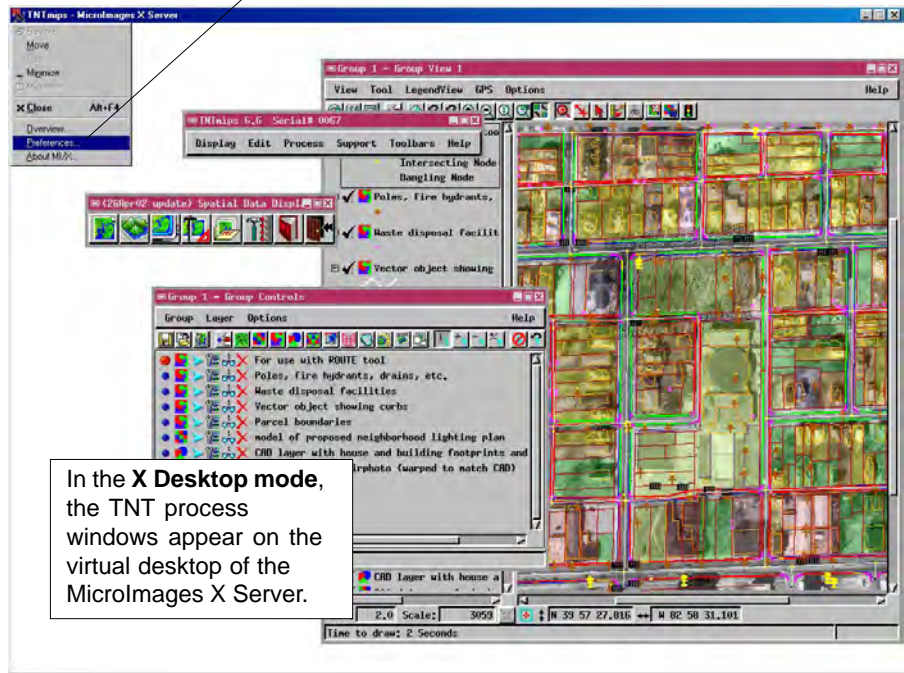 TNTmips - MicroImages X Server
Move
Minimize
Close Alt+F4
Overview...
Preferences...
About MI/X...
Group 1 - Group View 1
View Tool LegendView GPS Options Help
TNTmips 6.6 Serial# 0067
Display Edit Process Support Toolbars Help
Intersecting Node
Dangling Node
Poles, Fire hydrants,
(26Apr02 update) Spatial Data Displ
Waste disposal facilit
Vector object showing
Group 1 - Group Controls
Group Layer Options Help
For use with ROUTE tool
Poles, fire hydrants, drains, etc.
Waste disposal facilities
Vector object showing curbs
Parcel boundaries
model of proposed neighborhood lighting plan
CAD layer with house and building footprints and
irphoto (warped to match CAD)
In the X Desktop mode,
the TNT process
windows appear on the
virtual desktop of the
MicroImages X Server.
CAD layer with house a
2.0 Scale: 3059 N 39 57 27.016 W 82 58 31.101
Time to draw: 2 Seconds